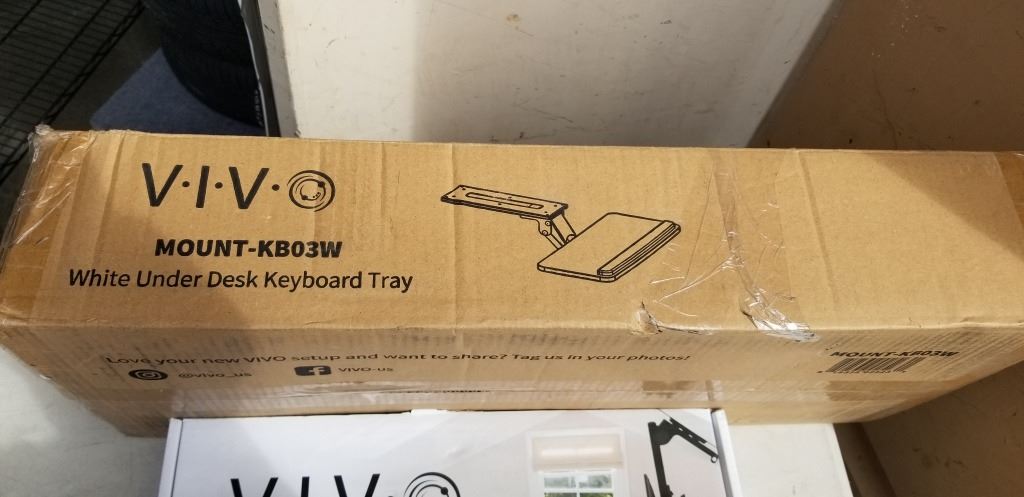 V·I·V·O
MOUNT-KB03W
White Under Desk Keyboard Tray
Love your new VIVO setup and want to share? Tag us in your photos!
@vivo_us
VIVO-us
MOUNT-KB03W
V·I·V·O